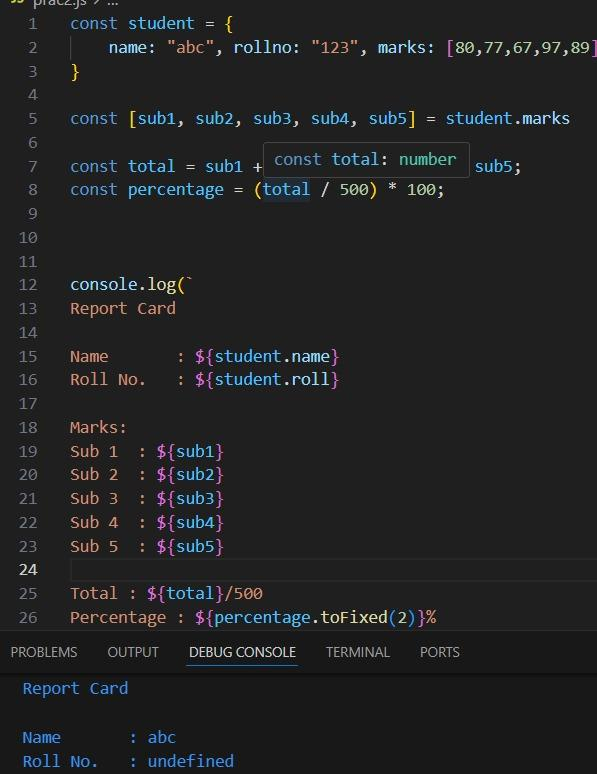 prac2.js > ...
1 const student = {
2 name: "abc", rollno: "123", marks: [80,77,67,97,89]
3 }
4
5 const [sub1, sub2, sub3, sub4, sub5] = student.marks
6
const total: number
7 const total = sub1 + sub5;
8 const percentage = (total / 500) * 100;
9
10
11
12 console.log(`
13 Report Card
14
15 Name : ${student.name}
16 Roll No. : ${student.roll}
17
18 Marks:
19 Sub 1 : ${sub1}
20 Sub 2 : ${sub2}
21 Sub 3 : ${sub3}
22 Sub 4 : ${sub4}
23 Sub 5 : ${sub5}
24
25 Total : ${total}/500
26 Percentage : ${percentage.toFixed(2)}%
PROBLEMS OUTPUT DEBUG CONSOLE TERMINAL PORTS
Report Card
Name : abc
Roll No. : undefined